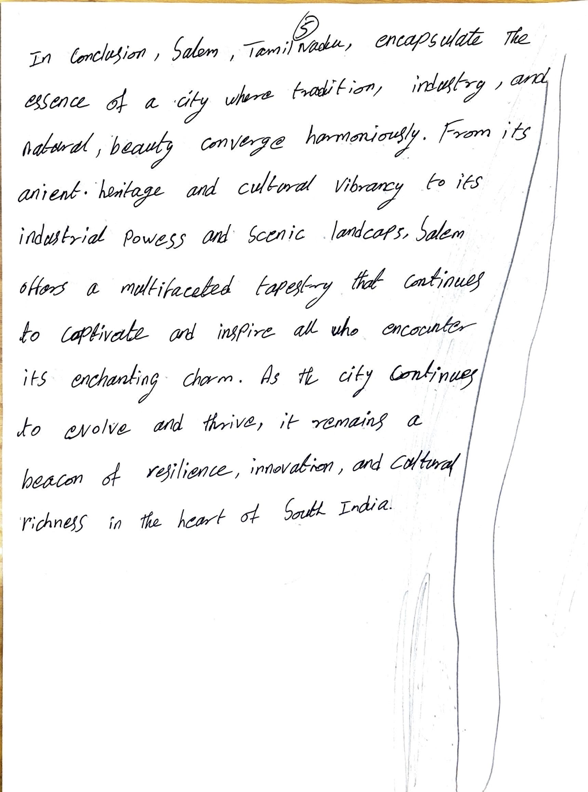 5
In Conclusion, Salem, Tamil Nadu, encapsulate the
essence of a city where tradition, industry, and
natural, beauty converge harmoniously. From its
anient. heritage and cultural vibrancy to its
industrial Powess and scenic landcaps, Salem
offors a multifaceted tapestry that continues
to captivate and inspire all who encounter
its enchanting charm. As the city Continues
to evolve and thrive, it remains a
beacon of resilience, innovation, and Cultural
richness in the heart of South India.